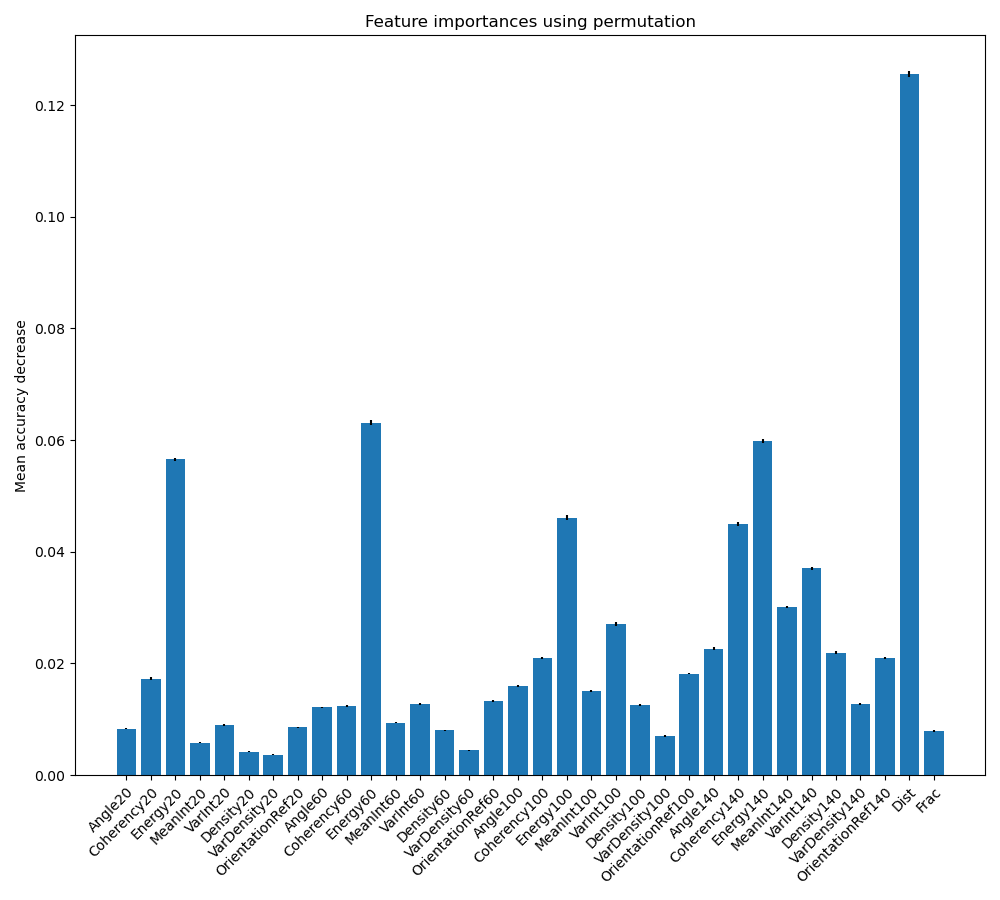 Feature importances using permutation
Mean accuracy decrease
0.12
0.10
0.08
0.06
0.04
0.02
0.00
Angle20
Coherency20
Energy20
MeanInt20
VarInt20
Density20
VarDensity20
OrientationRef20
Angle60
Coherency60
Energy60
MeanInt60
VarInt60
Density60
VarDensity60
OrientationRef60
Angle100
Coherency100
Energy100
MeanInt100
VarInt100
Density100
VarDensity100
OrientationRef100
Angle140
Coherency140
Energy140
MeanInt140
VarInt140
Density140
VarDensity140
OrientationRef140
Dist
Frac